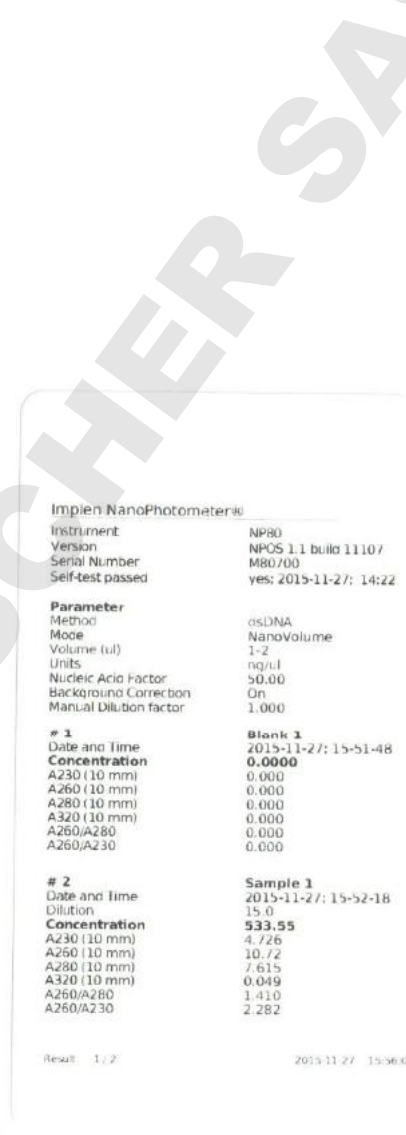 SCHER SA
Implen NanoPhotometer®
Instrument NP80
Version NPOS 1.1 build 11107
Serial Number M80700
Self-test passed yes; 2015-11-27; 14:22
Parameter
Method dsDNA
Mode NanoVolume
Volume (ul) 1-2
Units ng/ul
Nucleic Acid Factor 50.00
Background Correction On
Manual Dilution factor 1.000
# 1 Blank 1
Date and Time 2015-11-27; 15-51-48
Concentration 0.0000
A230 (10 mm) 0.000
A260 (10 mm) 0.000
A280 (10 mm) 0.000
A320 (10 mm) 0.000
A260/A280 0.000
A260/A230 0.000
# 2 Sample 1
Date and Time 2015-11-27; 15-52-18
Dilution 15.0
Concentration 533.55
A230 (10 mm) 4.726
A260 (10 mm) 10.72
A280 (10 mm) 7.615
A320 (10 mm) 0.049
A260/A280 1.410
A260/A230 2.282
Result 1 / 2 2015-11-27